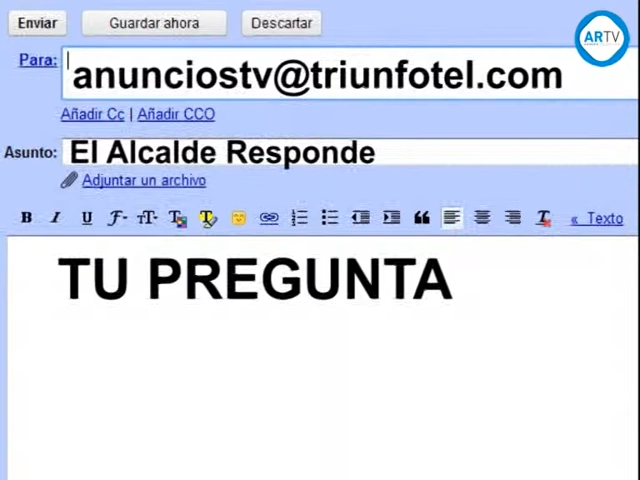 Enviar Guardar ahora Descartar
ARTV
Para: anunciostv@triunfotel.com
Añadir Cc | Añadir CCO
Asunto: El Alcalde Responde
Adjuntar un archivo
B I U F TT T T T « Texto
TU PREGUNTA